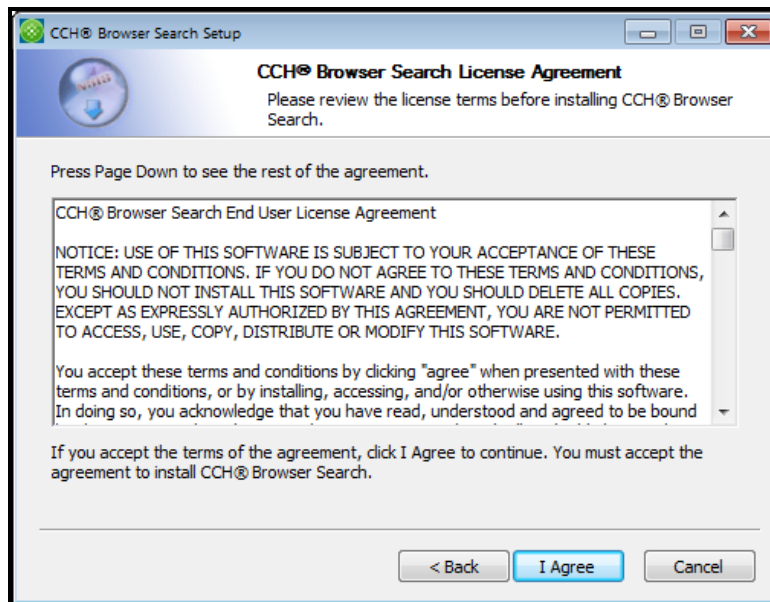 CCH® Browser Search Setup
CCH® Browser Search License Agreement
Please review the license terms before installing CCH® Browser
Search.
Press Page Down to see the rest of the agreement.
CCH® Browser Search End User License Agreement
NOTICE: USE OF THIS SOFTWARE IS SUBJECT TO YOUR ACCEPTANCE OF THESE
TERMS AND CONDITIONS. IF YOU DO NOT AGREE TO THESE TERMS AND CONDITIONS,
YOU SHOULD NOT INSTALL THIS SOFTWARE AND YOU SHOULD DELETE ALL COPIES.
EXCEPT AS EXPRESSLY AUTHORIZED BY THIS AGREEMENT, YOU ARE NOT PERMITTED
TO ACCESS, USE, COPY, DISTRIBUTE OR MODIFY THIS SOFTWARE.
You accept these terms and conditions by clicking "agree" when presented with these
terms and conditions, or by installing, accessing, and/or otherwise using this software.
In doing so, you acknowledge that you have read, understood and agreed to be bound
If you accept the terms of the agreement, click I Agree to continue. You must accept the
agreement to install CCH® Browser Search.
< Back
I Agree
Cancel